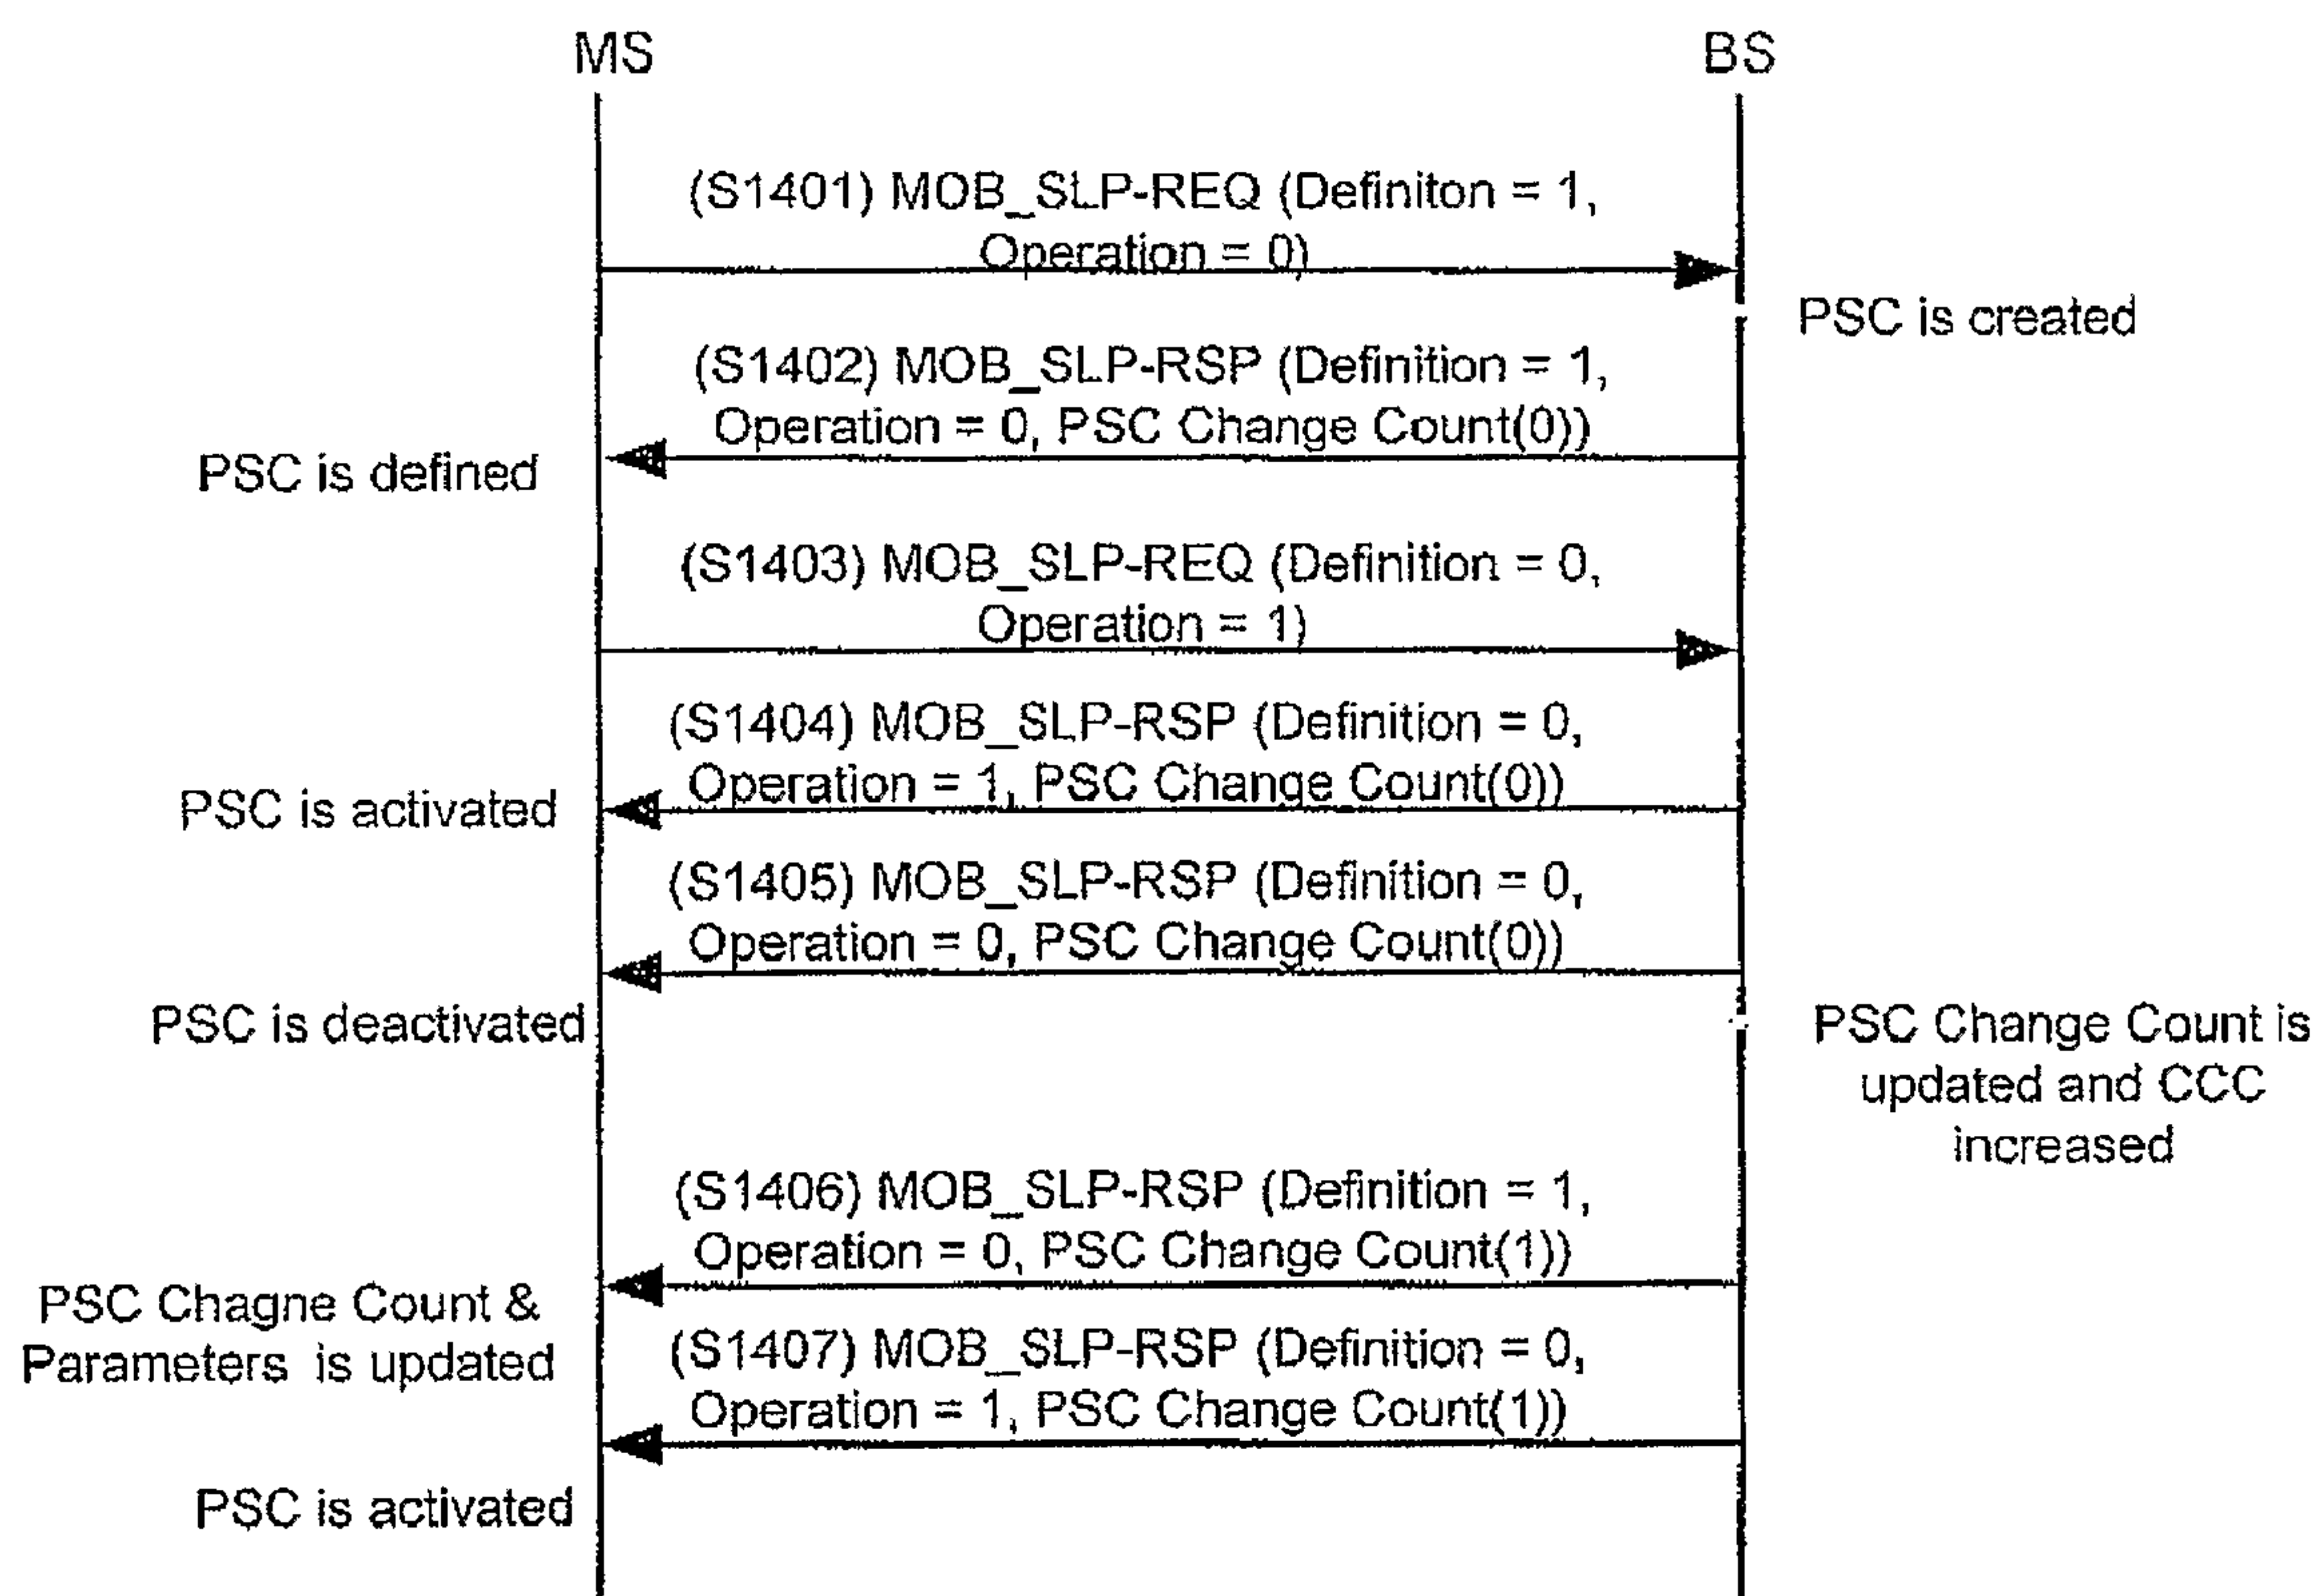 MS
BS
(S1401) MOB_SLP-REQ (Definiton = 1,
Operation = 0)
PSC is created
(S1402) MOB_SLP-RSP (Definition = 1,
Operation = 0, PSC Change Count(0))
PSC is defined
(S1403) MOB_SLP-REQ (Definition = 0,
Operation = 1)
(S1404) MOB_SLP-RSP (Definition = 0,
Operation = 1, PSC Change Count(0))
PSC is activated
(S1405) MOB_SLP-RSP (Definition = 0,
Operation = 0, PSC Change Count(0))
PSC is deactivated
PSC Change Count is
updated and CCC
increased
(S1406) MOB_SLP-RSP (Definition = 1,
Operation = 0, PSC Change Count(1))
PSC Chagne Count &
Parameters is updated
(S1407) MOB_SLP-RSP (Definition = 0,
Operation = 1, PSC Change Count(1))
PSC is activated